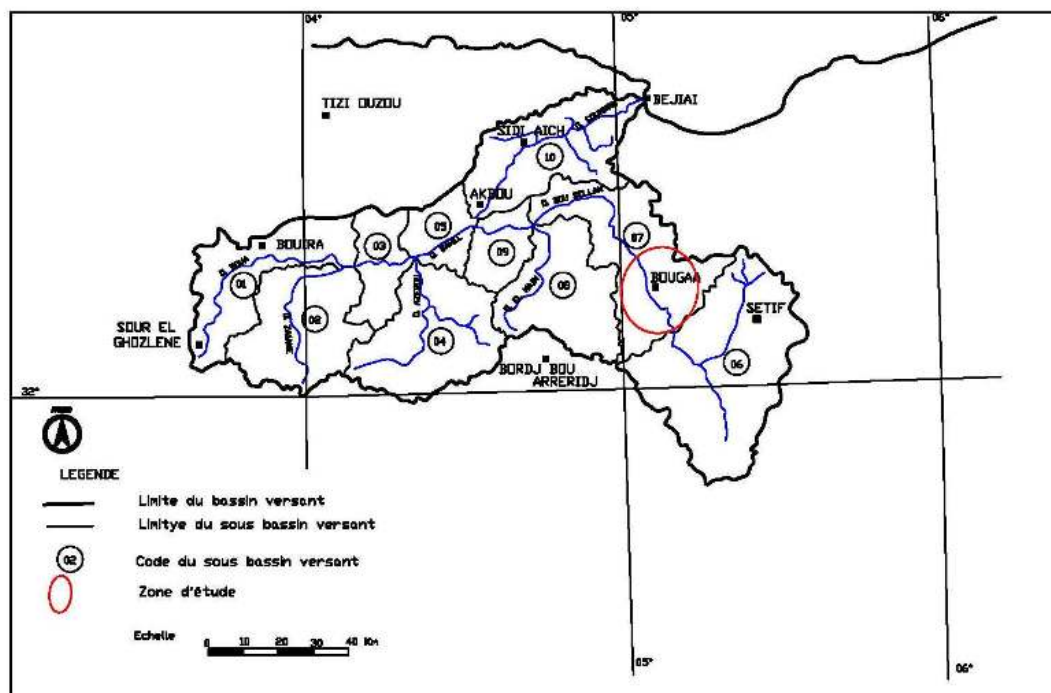 04°
05°
06°
TIZI OUZOU
BEJIAI
SIDI AICH
10
AKBOU
D. BOU SELLAM
05
03
09
07
BOUIRA
01
02
08
BOUGAA
SETIF
SOUR EL
GHOZLENE
04
06
BORDJ BOU
ARRERIDJ
32°
LEGENDE
Limite du bassin versant
Limitye du sous bassin versant
02
Code du sous bassin versant
Zone d'étude
Echelle
0 10 20 30 40 Km
05°
06°